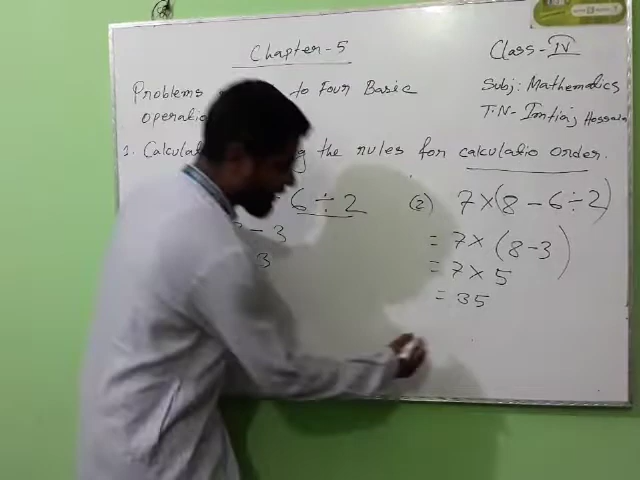 Chapter-5
Class-IV
Subj: Mathematics
T.N- Imtiaj Hossain
Problems to Four Basic
operatio
1. Calculat the rules for calculatio order.
6 ÷ 2
- 3
3
(2) 7×(8 - 6÷2)
= 7× (8-3)
= 7 × 5
= 35